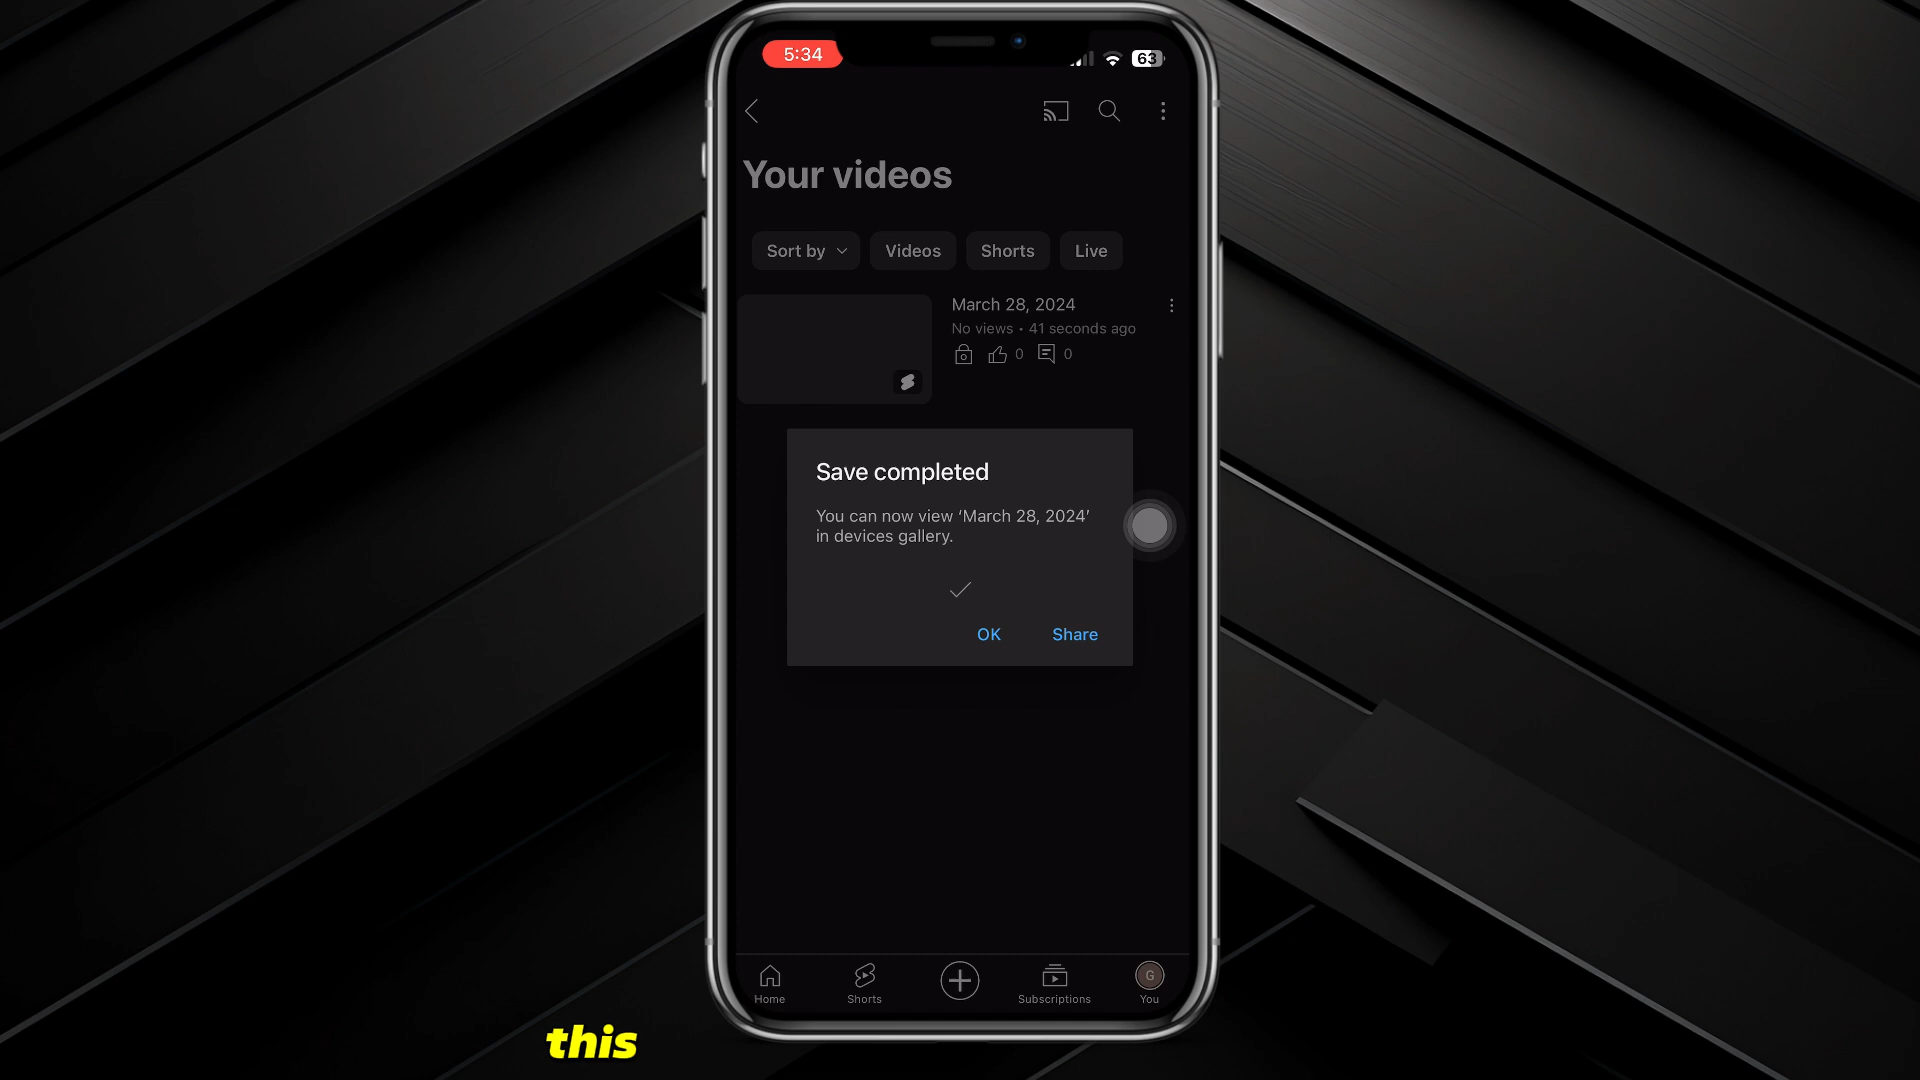 5:34
63
Your videos
Sort by
Videos
Shorts
Live
March 28, 2024
No views • 41 seconds ago
0
0
Save completed
You can now view ‘March 28, 2024’
in devices gallery.
OK
Share
Home
Shorts
Subscriptions
G
You
this